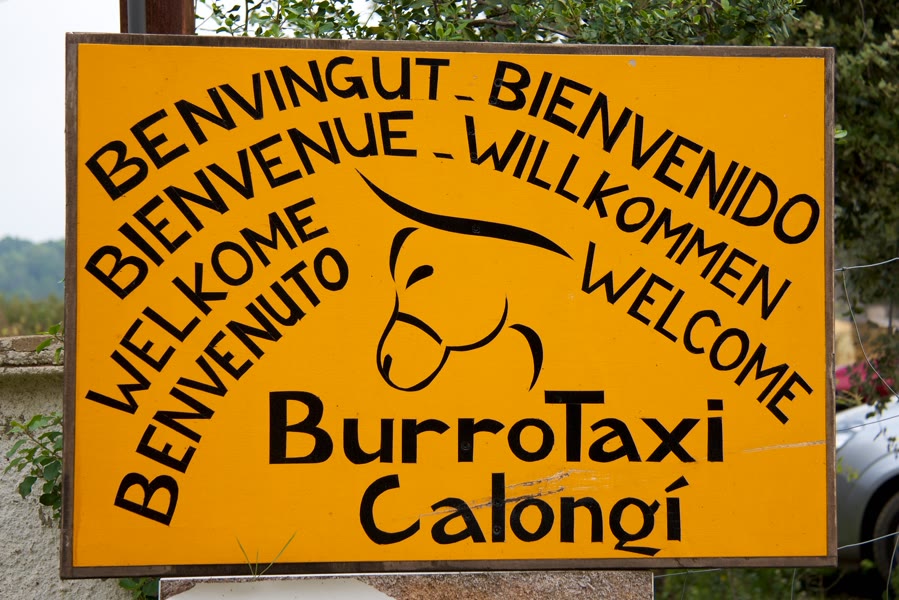 BENVINGUT - BIENVENIDO
BIENVENUE - WILLKOMMEN
WELKOME WELCOME
BENVENUTO
BurroTaxi
Calongí